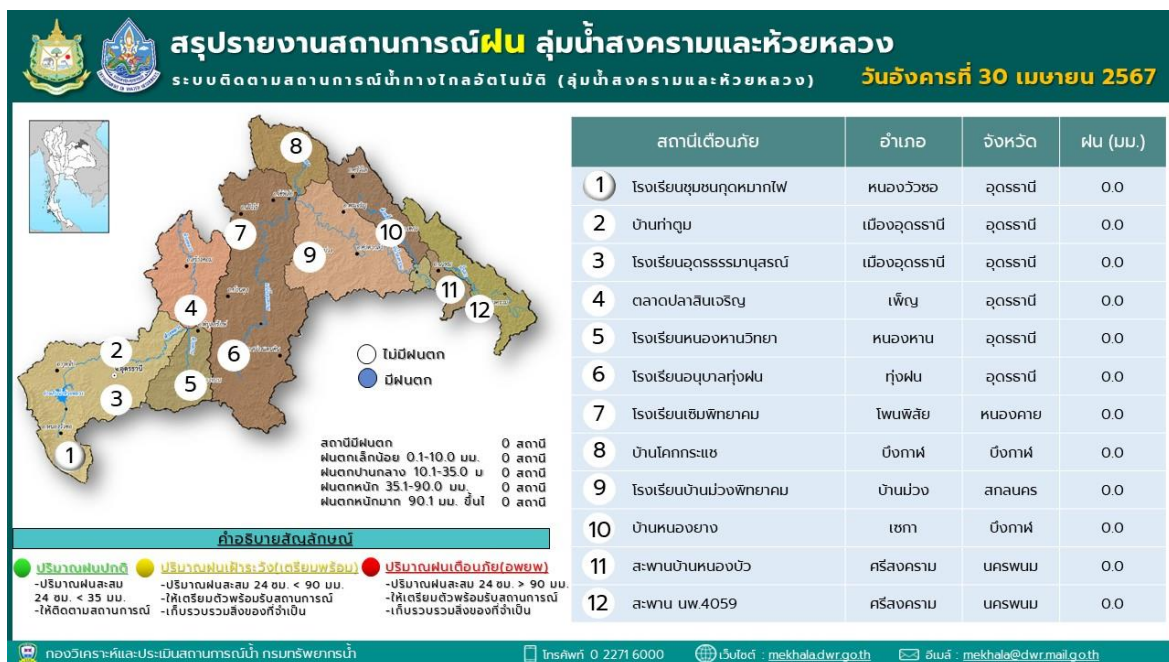 สรุปรายงานสถานการณ์ฝน ลุ่มน้ำสงครามและห้วยหลวง
ระบบติดตามสถานการณ์น้ำทางไกลอัตโนมัติ (ลุ่มน้ำสงครามและห้วยหลวง)
วันอังคารที่ 30 เมษายน 2567
8
7
10
9
11
12
4
6
2
อุดรธานี
5
3
1
ไม่มีฝนตก
มีฝนตก
สถานีมีฝนตก 0 สถานี
ฝนตกเล็กน้อย 0.1-10.0 มม. 0 สถานี
ฝนตกปานกลาง 10.1-35.0 ม 0 สถานี
ฝนตกหนัก 35.1-90.0 มม. 0 สถานี
ฝนตกหนักมาก 90.1 มม. ขึ้นไ 0 สถานี
คำอธิบายสัญลักษณ์
ปริมาณฝนปกติ
-ปริมาณฝนสะสม
24 ชม. < 35 มม.
-ให้ติดตามสถานการณ์
ปริมาณฝนเฝ้าระวัง(เตรียมพร้อม)
-ปริมาณฝนสะสม 24 ชม. < 90 มม.
-ให้เตรียมตัวพร้อมรับสถานการณ์
-เก็บรวบรวมสิ่งของที่จำเป็น
ปริมาณฝนเตือนภัย(อพยพ)
-ปริมาณฝนสะสม 24 ชม. > 90 มม.
-ให้เตรียมตัวพร้อมรับสถานการณ์
-เก็บรวบรวมสิ่งของที่จำเป็น
สถานีเตือนภัย อำเภอ จังหวัด ฝน (มม.)
1 โรงเรียนชุมชนกุดหมากไฟ หนองวัวซอ อุดรธานี 0.0
2 บ้านท่าตูม เมืองอุดรธานี อุดรธานี 0.0
3 โรงเรียนอุดรธรรมานุสรณ์ เมืองอุดรธานี อุดรธานี 0.0
4 ตลาดปลาสินเจริญ เพ็ญ อุดรธานี 0.0
5 โรงเรียนหนองหานวิทยา หนองหาน อุดรธานี 0.0
6 โรงเรียนอนุบาลทุ่งฝน ทุ่งฝน อุดรธานี 0.0
7 โรงเรียนเซิมพิทยาคม โพนพิสัย หนองคาย 0.0
8 บ้านโคกกระแซ บึงกาฬ บึงกาฬ 0.0
9 โรงเรียนบ้านม่วงพิทยาคม บ้านม่วง สกลนคร 0.0
10 บ้านหนองยาง เซกา บึงกาฬ 0.0
11 สะพานบ้านหนองบัว ศรีสงคราม นครพนม 0.0
12 สะพาน นพ.4059 ศรีสงคราม นครพนม 0.0
กองวิเคราะห์และประเมินสถานการณ์น้ำ กรมทรัพยากรน้ำ โทรศัพท์ 0 2271 6000 เว็บไซต์ : mekhala.dwr.go.th อีเมล์ : mekhala@dwr.mail.go.th